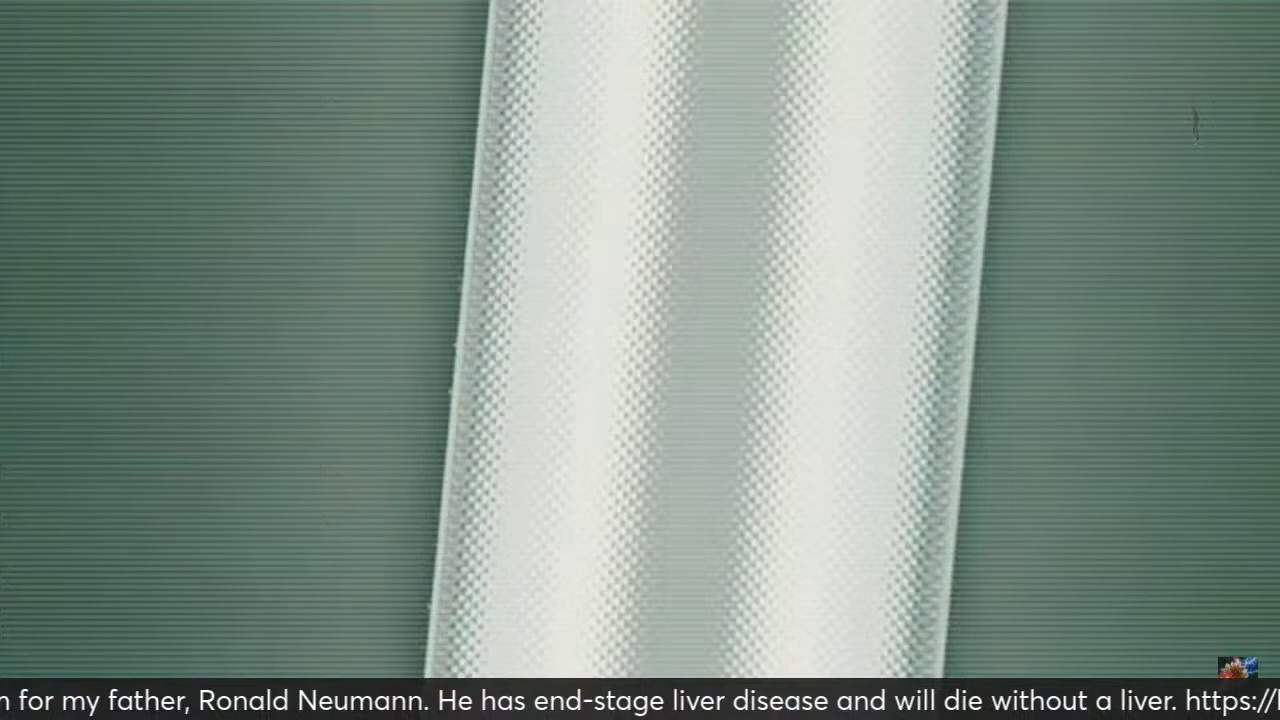 for my father, Ronald Neumann. He has end-stage liver disease and will die without a liver. https://